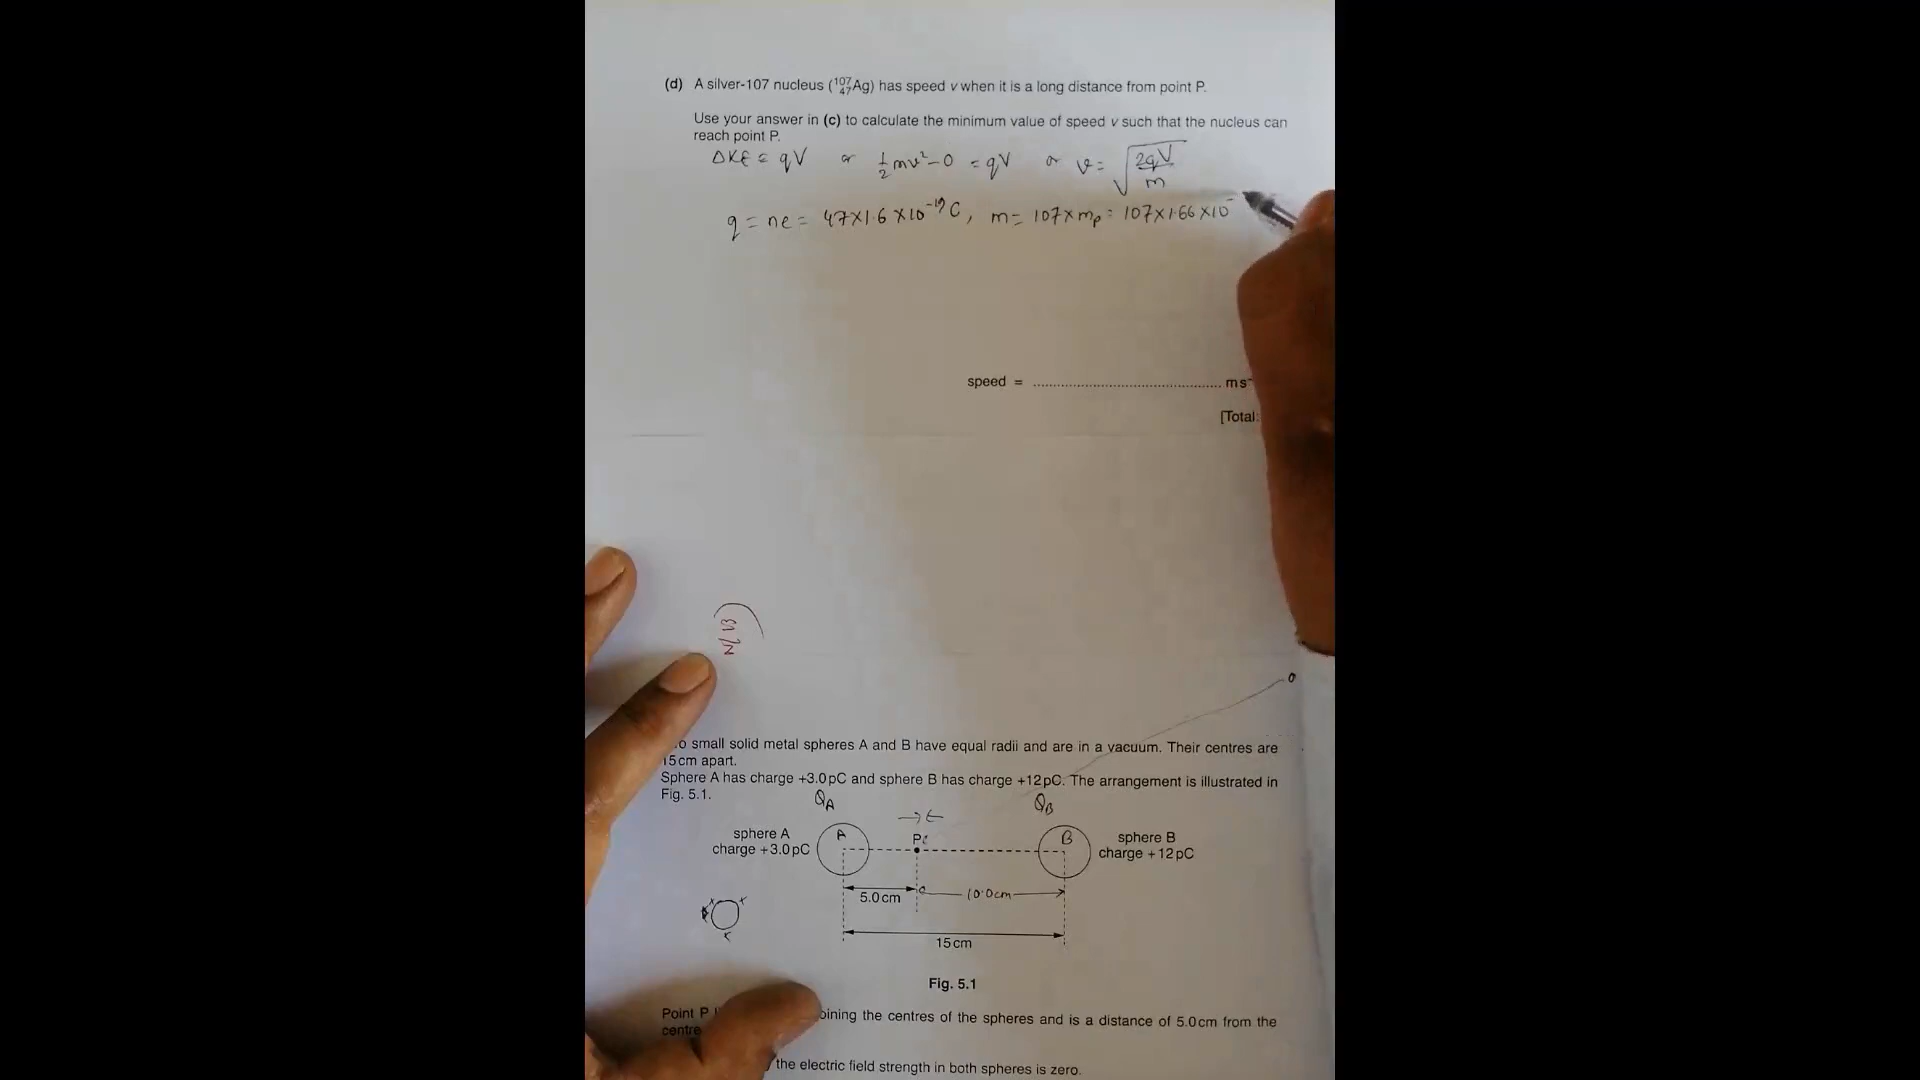 (d) A silver-107 nucleus (¹⁰⁷₄₇Ag) has speed v when it is a long distance from point P.
Use your answer in (c) to calculate the minimum value of speed v such that the nucleus can
reach point P.
ΔKE = qV or ½mv² – 0 = qV or v = √(2qV/m)
q = ne = 47×1.6×10⁻¹⁹C, m = 107×mₚ = 107×1.66×10⁻
speed = ........................................ ms⁻
[Total:
small solid metal spheres A and B have equal radii and are in a vacuum. Their centres are
15cm apart.
Sphere A has charge +3.0pC and sphere B has charge +12pC. The arrangement is illustrated in
Fig. 5.1.
Q_A Q_B
sphere A A P B sphere B
charge +3.0pC charge +12pC
5.0cm 10.0cm
15cm
Fig. 5.1
Point P joining the centres of the spheres and is a distance of 5.0cm from the
centre
the electric field strength in both spheres is zero.